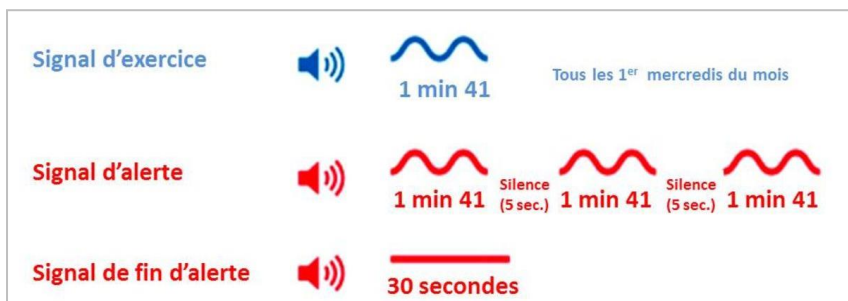 Signal d'exercice
1 min 41
Tous les 1er mercredis du mois
Signal d'alerte
1 min 41
Silence
(5 sec.)
1 min 41
Silence
(5 sec.)
1 min 41
Signal de fin d'alerte
30 secondes